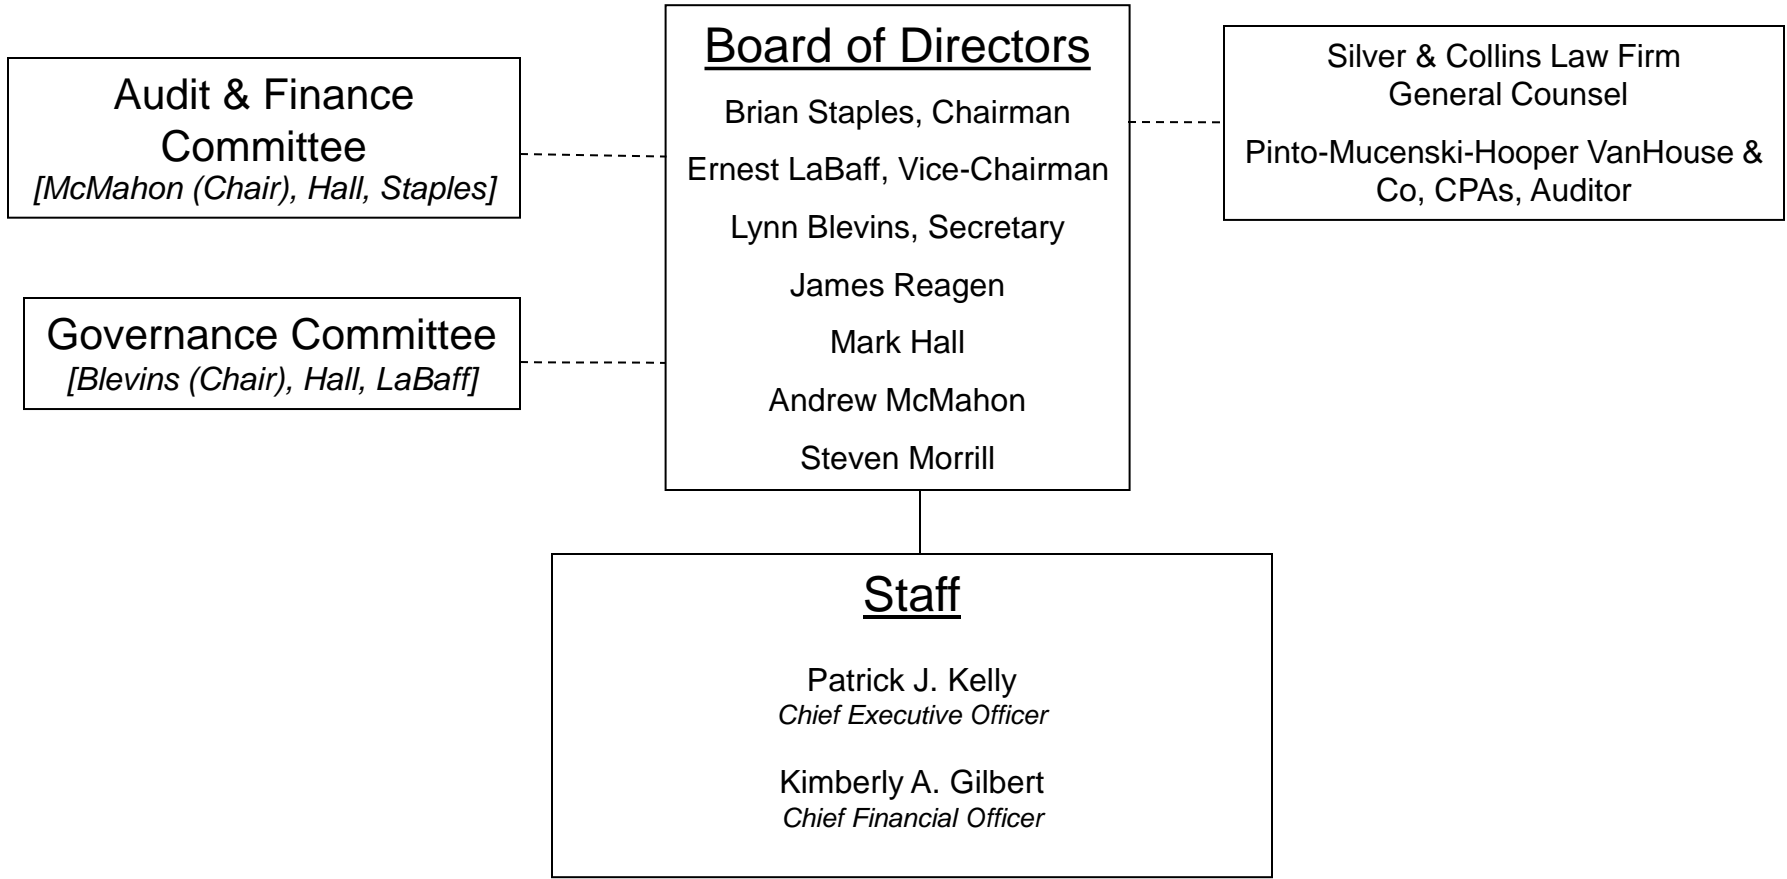 Board of Directors
Brian Staples, Chairman
Ernest LaBaff, Vice-Chairman
Lynn Blevins, Secretary
James Reagen
Mark Hall
Andrew McMahon
Steven Morrill
Audit & Finance
Committee
[McMahon (Chair), Hall, Staples]
Governance Committee
[Blevins (Chair), Hall, LaBaff]
Silver & Collins Law Firm
General Counsel
Pinto-Mucenski-Hooper VanHouse &
Co, CPAs, Auditor
Staff
Patrick J. Kelly
Chief Executive Officer
Kimberly A. Gilbert
Chief Financial Officer